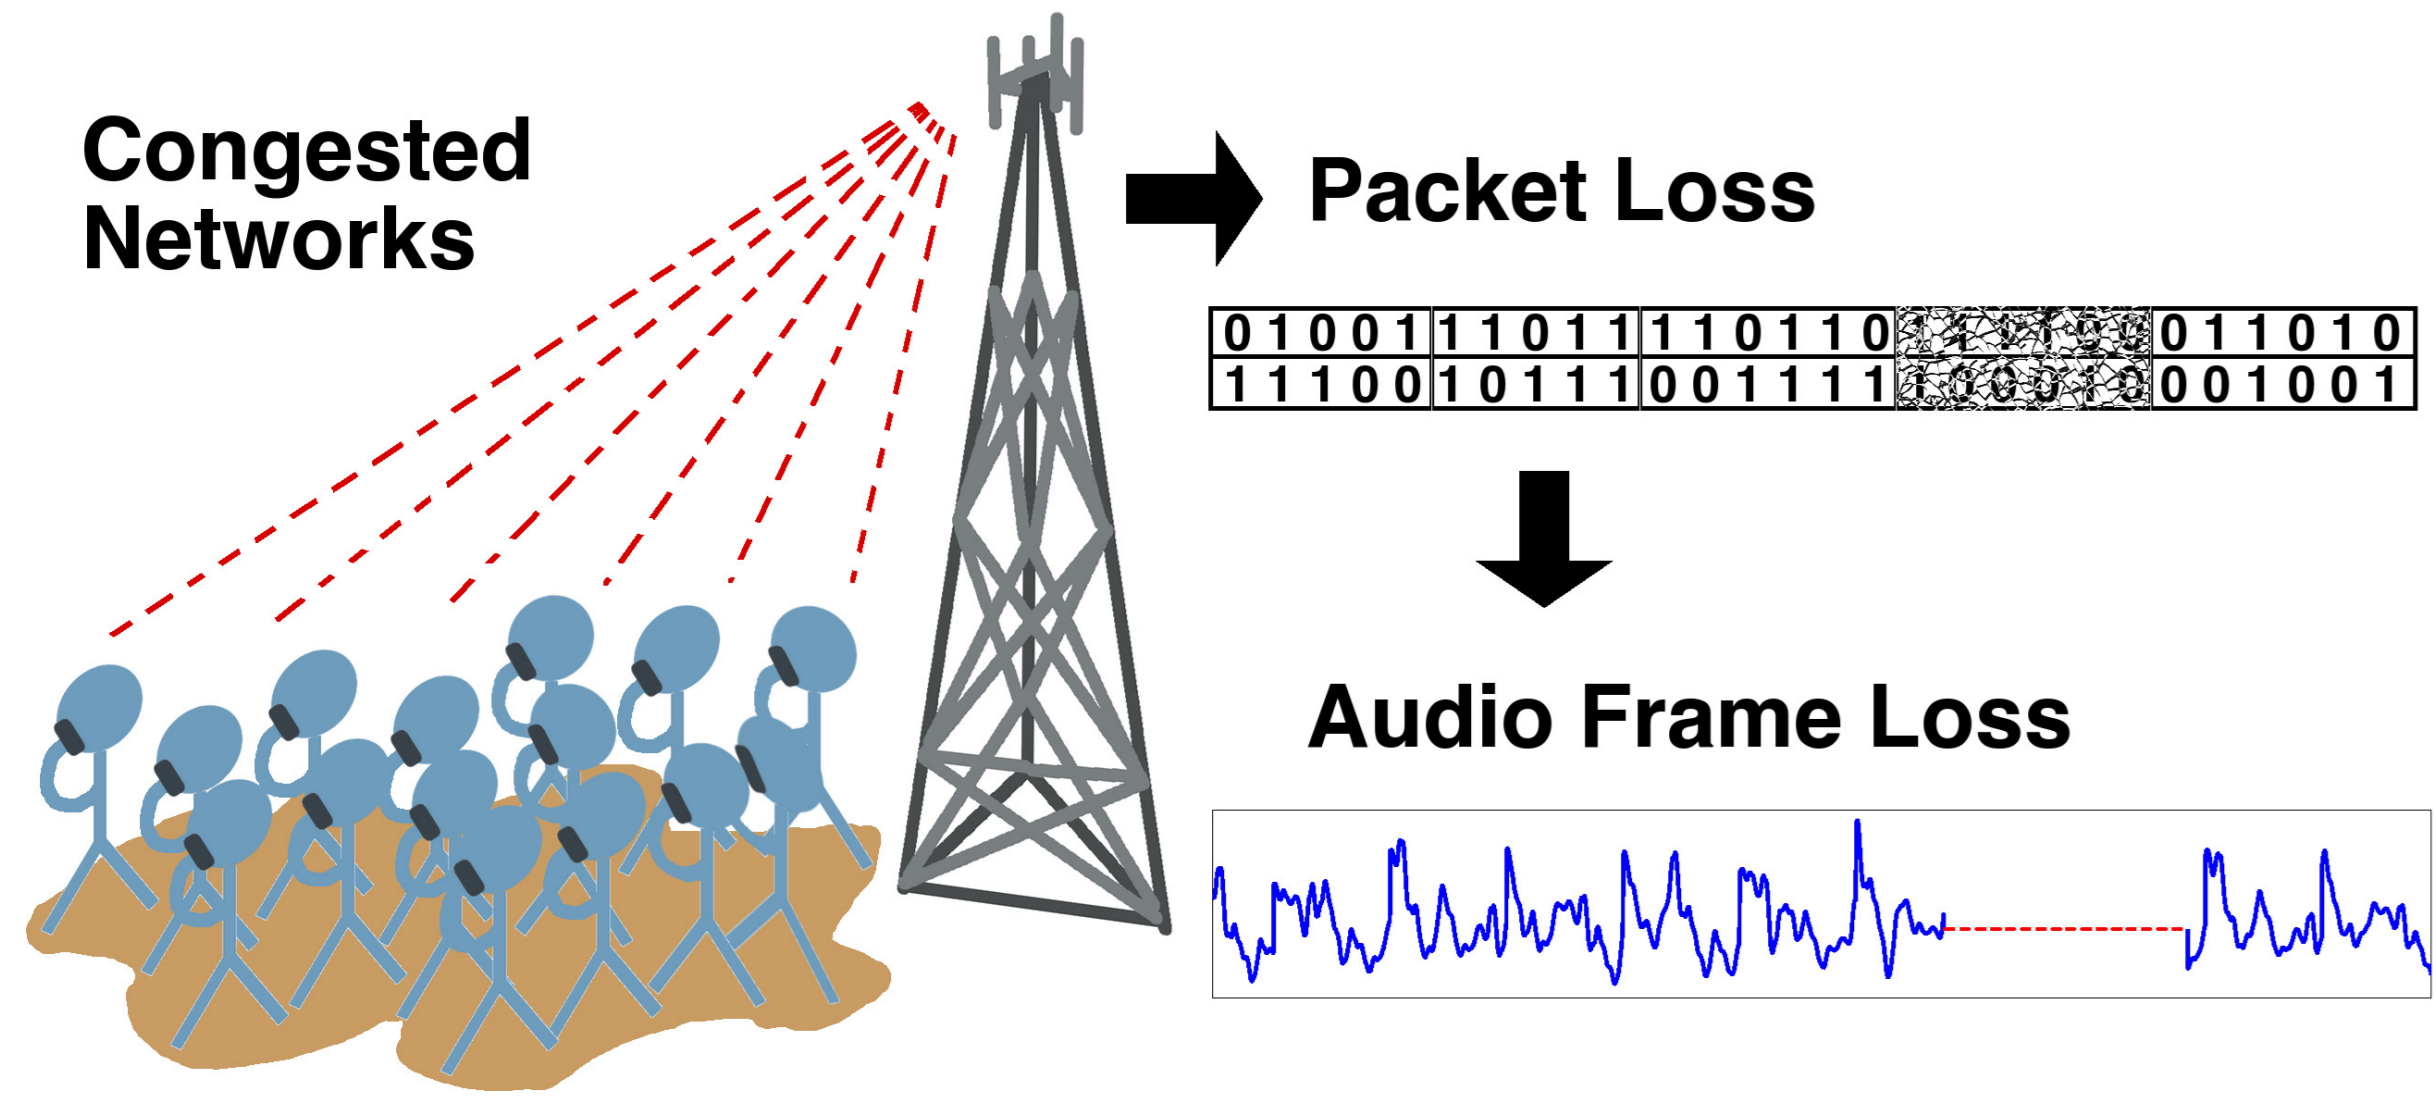 Congested
Networks
Packet Loss
0 1 0 0 1 1 1 0 1 1 1 1 0 1 1 0 0 1 1 0 1 0
1 1 1 0 0 1 0 1 1 1 0 0 1 1 1 1 0 0 1 0 0 1
Audio Frame Loss